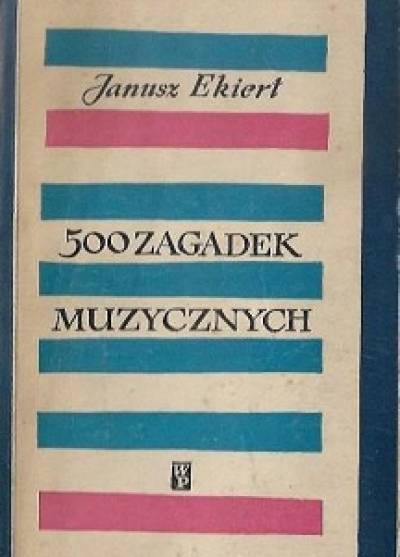 Janusz Ekiert
500 ZAGADEK
MUZYCZNYCH
WP